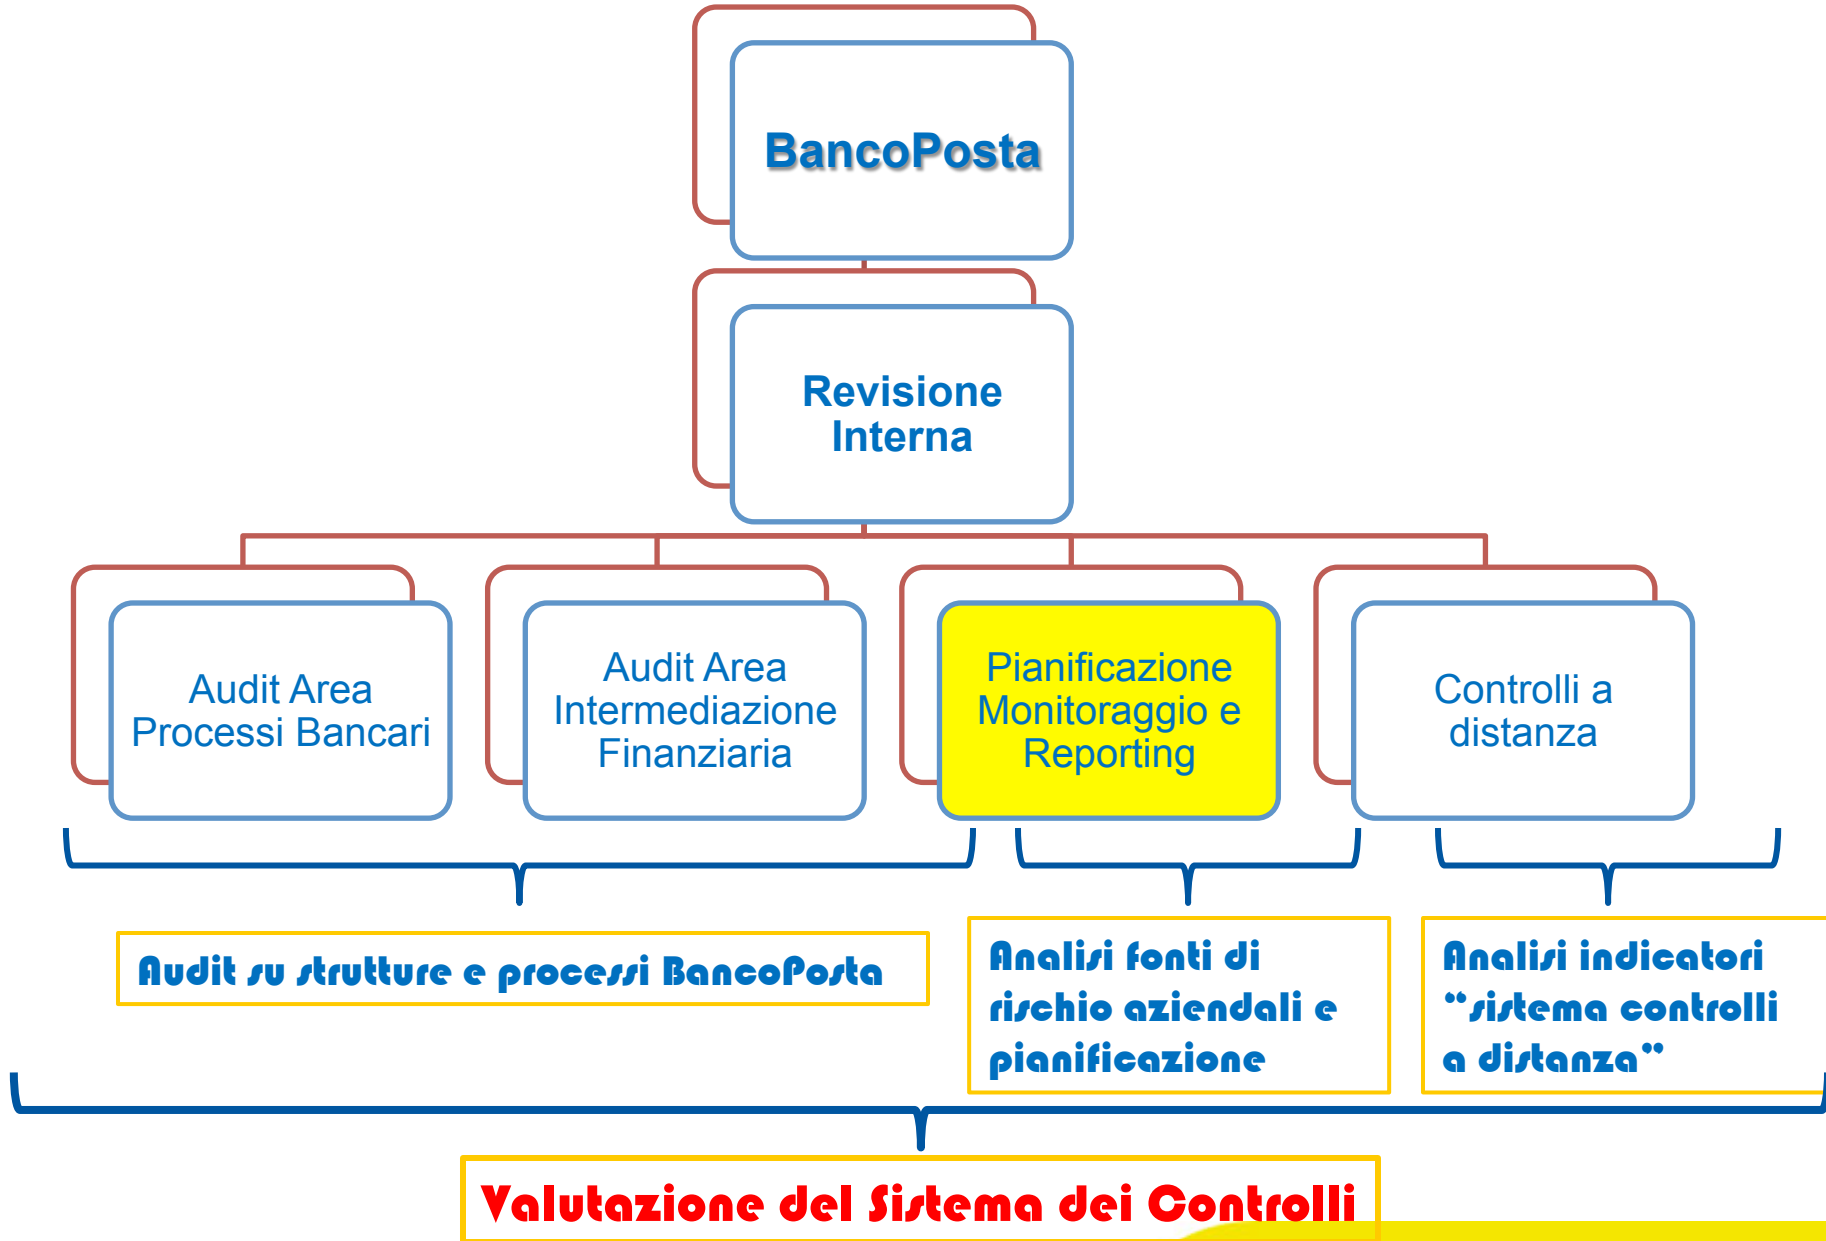 BancoPosta
Revisione
Interna
Audit Area
Processi Bancari
Audit Area
Intermediazione
Finanziaria
Pianificazione
Monitoraggio e
Reporting
Controlli a
distanza
Audit su strutture e processi BancoPosta
Analisi fonti di
rischio aziendali e
pianificazione
Analisi indicatori
“sistema controlli
a distanza”
Valutazione del Sistema dei Controlli